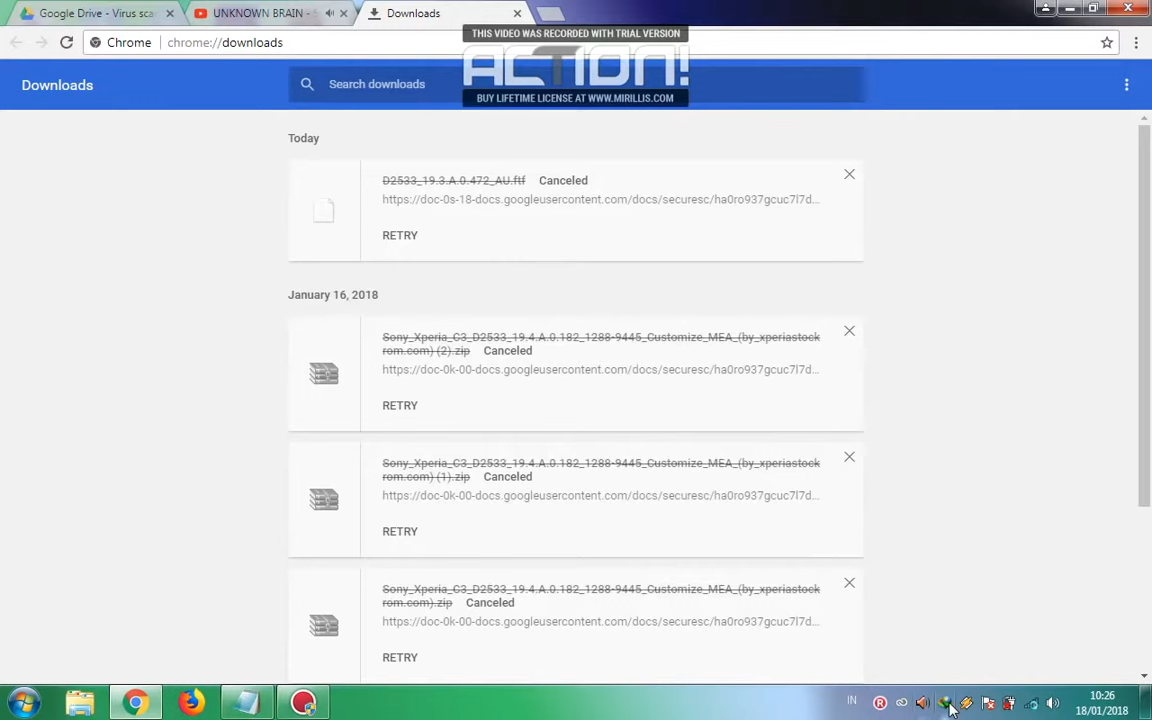 Google Drive - Virus sca
UNKNOWN BRAIN -
Downloads
THIS VIDEO WAS RECORDED WITH TRIAL VERSION
ACTION!
BUY LIFETIME LICENSE AT WWW.MIRILLIS.COM
Chrome
chrome://downloads
Downloads
Search downloads
Today
D2533_19.3.A.0.472_AU.ftf Canceled
https://doc-0s-18-docs.googleusercontent.com/docs/securesc/ha0ro937gcuc7l7d...
RETRY
January 16, 2018
Sony_Xperia_C3_D2533_19.4.A.0.182_1288-9445_Customize_MEA_(by_xperiastock
rom.com) (2).zip Canceled
https://doc-0k-00-docs.googleusercontent.com/docs/securesc/ha0ro937gcuc7l7d...
RETRY
Sony_Xperia_C3_D2533_19.4.A.0.182_1288-9445_Customize_MEA_(by_xperiastock
rom.com) (1).zip Canceled
https://doc-0k-00-docs.googleusercontent.com/docs/securesc/ha0ro937gcuc7l7d...
RETRY
Sony_Xperia_C3_D2533_19.4.A.0.182_1288-9445_Customize_MEA_(by_xperiastock
rom.com).zip Canceled
https://doc-0k-00-docs.googleusercontent.com/docs/securesc/ha0ro937gcuc7l7d...
RETRY
IN
10:26
18/01/2018